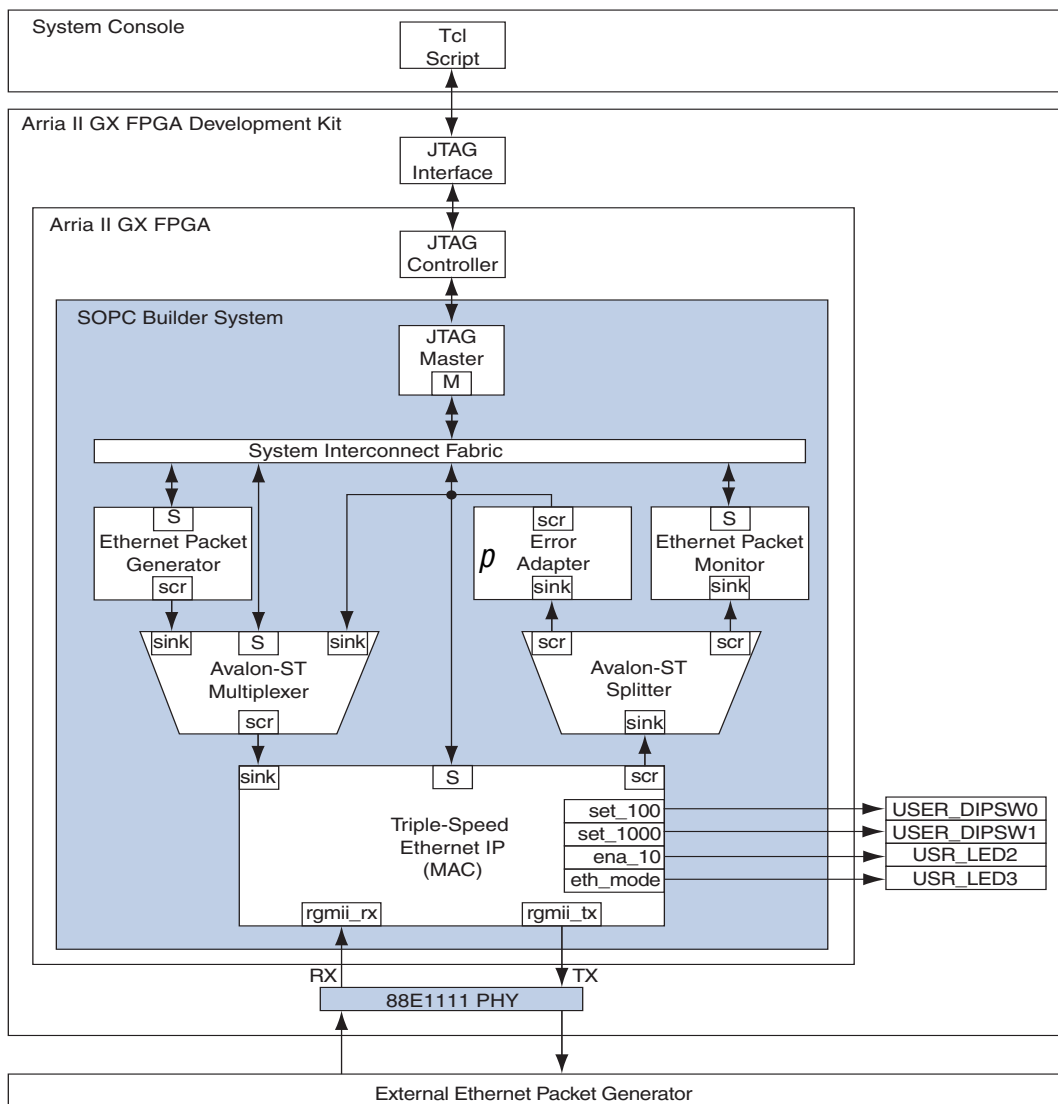 System Console
Tcl
Script
Arria II GX FPGA Development Kit
JTAG
Interface
Arria II GX FPGA
JTAG
Controller
SOPC Builder System
JTAG
Master
M
System Interconnect Fabric
S
Ethernet Packet
Generator
scr
scr
p
Error
Adapter
sink
S
Ethernet Packet
Monitor
sink
sink
S
sink
Avalon-ST
Multiplexer
scr
scr
scr
Avalon-ST
Splitter
sink
sink
S
scr
Triple-Speed
Ethernet IP
(MAC)
set_100
set_1000
ena_10
eth_mode
USER_DIPSW0
USER_DIPSW1
USR_LED2
USR_LED3
rgmii_rx
rgmii_tx
RX
TX
88E1111 PHY
External Ethernet Packet Generator